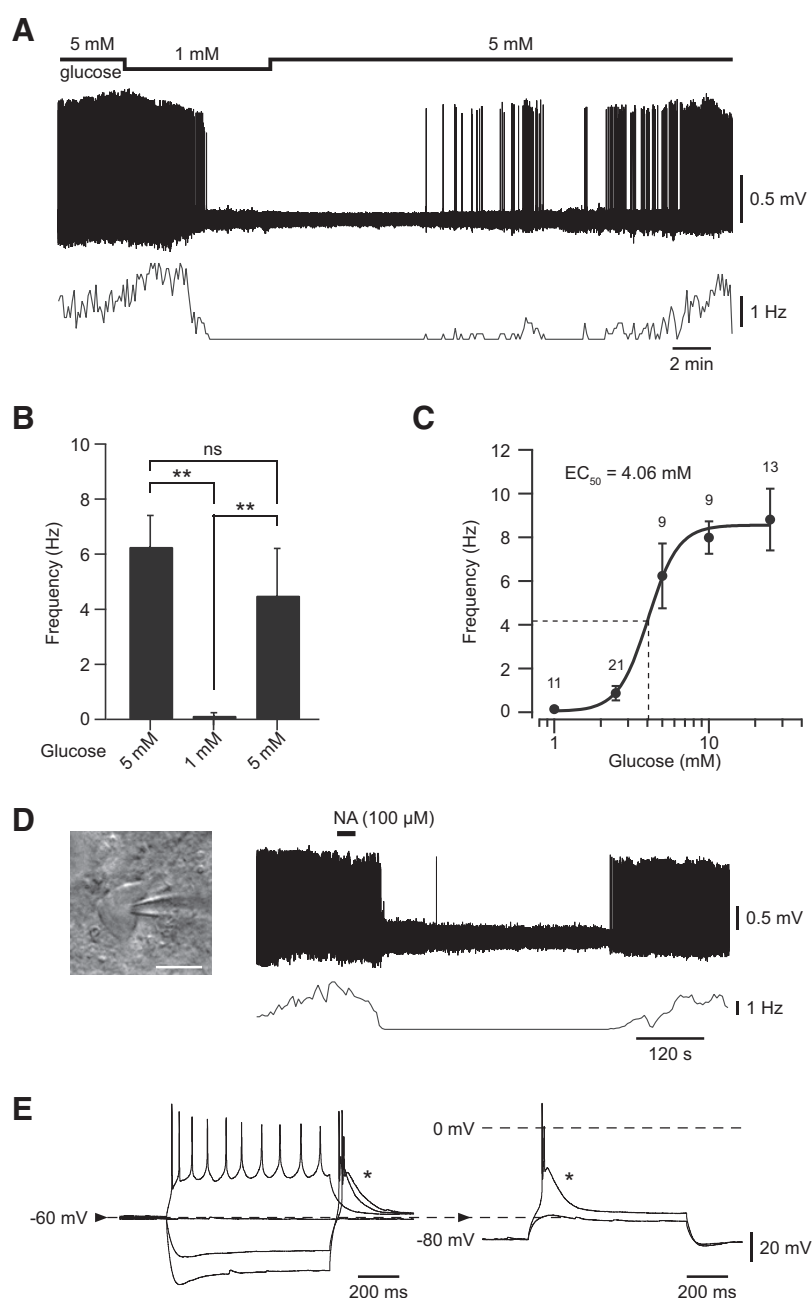 A
5 mM
1 mM
5 mM
glucose
0.5 mV
1 Hz
2 min
B
10
8
6
4
2
0
Frequency (Hz)
ns
**
**
Glucose
5 mM
1 mM
5 mM
C
12
10
8
6
4
2
0
Frequency (Hz)
EC50 = 4.06 mM
11
21
9
9
13
1
10
Glucose (mM)
D
NA (100 µM)
0.5 mV
1 Hz
120 s
E
-60 mV
*
200 ms
0 mV
*
-80 mV
20 mV
200 ms